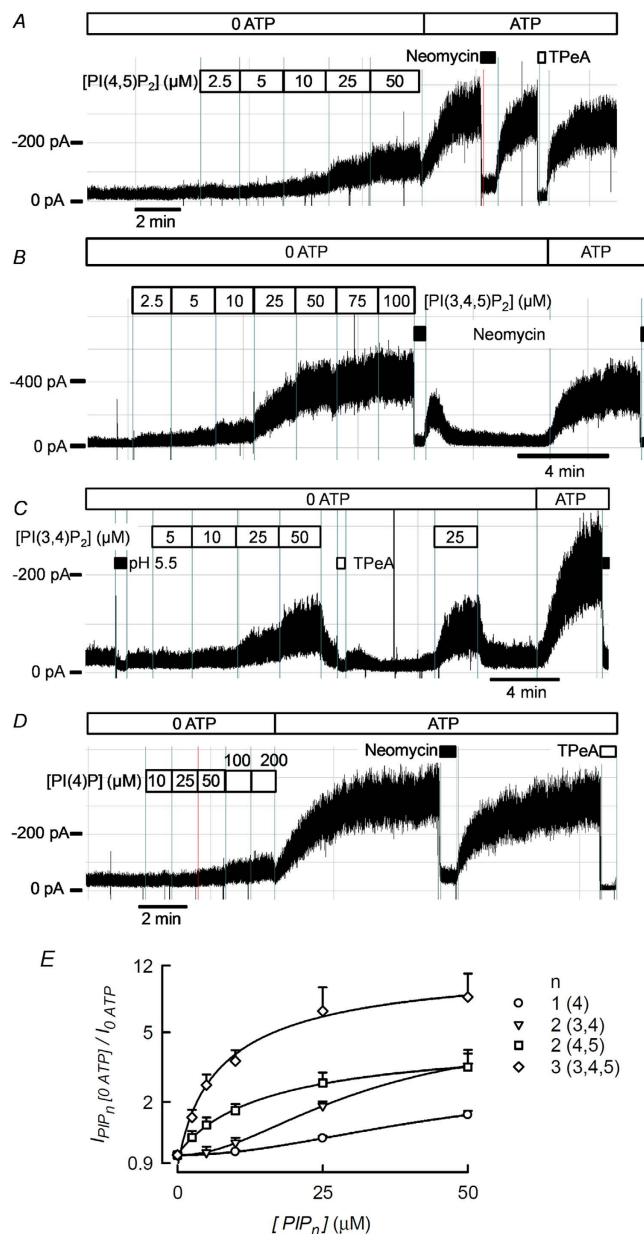 A
0 ATP ATP
Neomycin TPeA
[PI(4,5)P2] (µM) 2.5 5 10 25 50
-200 pA
0 pA
2 min
B
0 ATP ATP
2.5 5 10 25 50 75 100 [PI(3,4,5)P2] (µM)
Neomycin
-400 pA
0 pA
4 min
C
0 ATP ATP
[PI(3,4)P2] (µM) 5 10 25 50 25
pH 5.5 TPeA
-200 pA
0 pA
4 min
D
0 ATP ATP
100 200 Neomycin TPeA
[PI(4)P] (µM) 10 25 50
-200 pA
0 pA
2 min
E
12
5
2
0.9
I PIPn [0 ATP] / I 0 ATP
0 25 50
[PIPn] (µM)
n
1 (4)
2 (3,4)
2 (4,5)
3 (3,4,5)